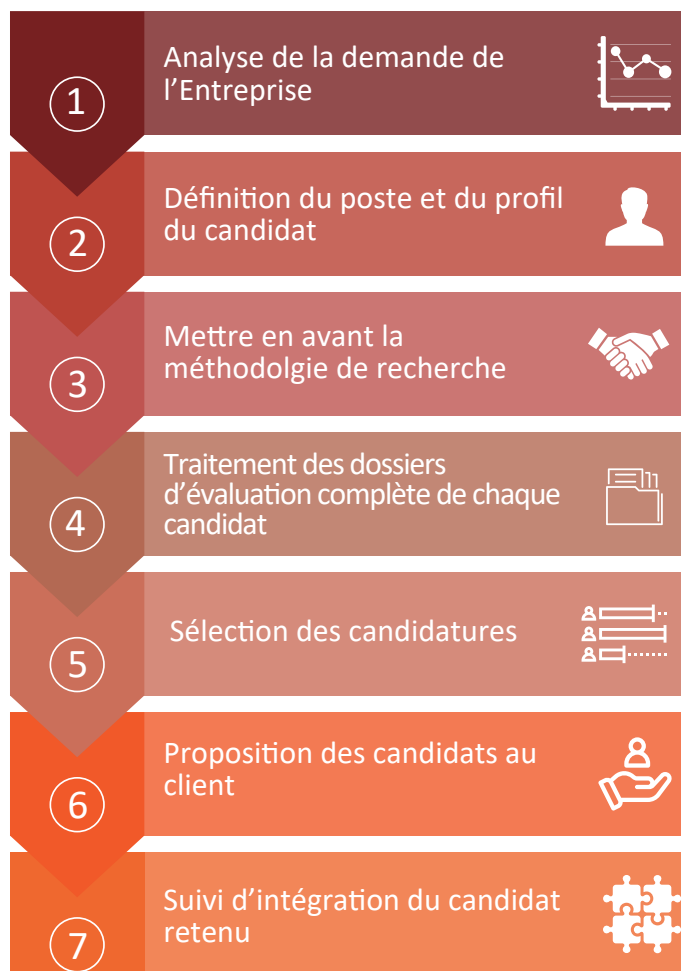 1
Analyse de la demande de
l’Entreprise
2
Définition du poste et du profil
du candidat
3
Mettre en avant la
méthodolgie de recherche
4
Traitement des dossiers
d’évaluation complète de chaque
candidat
5
Sélection des candidatures
6
Proposition des candidats au
client
7
Suivi d’intégration du candidat
retenu